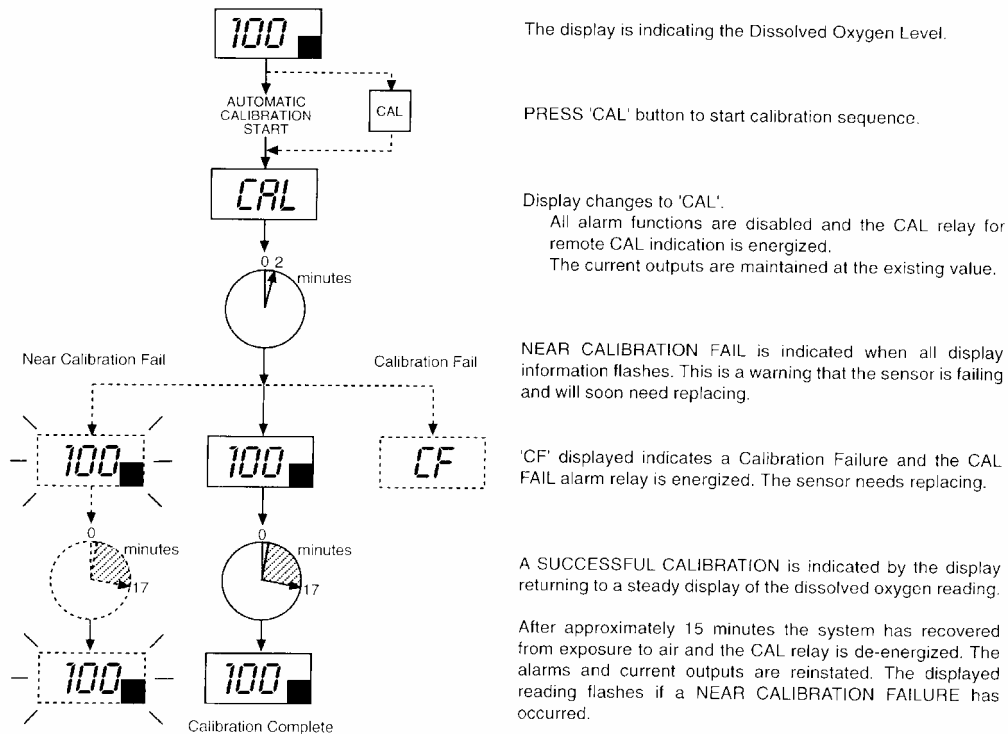 100
The display is indicating the Dissolved Oxygen Level.
AUTOMATIC
CALIBRATION
START
CAL
PRESS 'CAL' button to start calibration sequence.
CAL
Display changes to 'CAL'.
All alarm functions are disabled and the CAL relay for
remote CAL indication is energized.
The current outputs are maintained at the existing value.
0 2
minutes
Near Calibration Fail
Calibration Fail
NEAR CALIBRATION FAIL is indicated when all display
information flashes. This is a warning that the sensor is failing
and will soon need replacing.
100
100
CF
'CF' displayed indicates a Calibration Failure and the CAL
FAIL alarm relay is energized. The sensor needs replacing.
0
minutes
17
0
minutes
17
A SUCCESSFUL CALIBRATION is indicated by the display
returning to a steady display of the dissolved oxygen reading.
100
100
Calibration Complete
After approximately 15 minutes the system has recovered
from exposure to air and the CAL relay is de-energized. The
alarms and current outputs are reinstated. The displayed
reading flashes if a NEAR CALIBRATION FAILURE has
occurred.